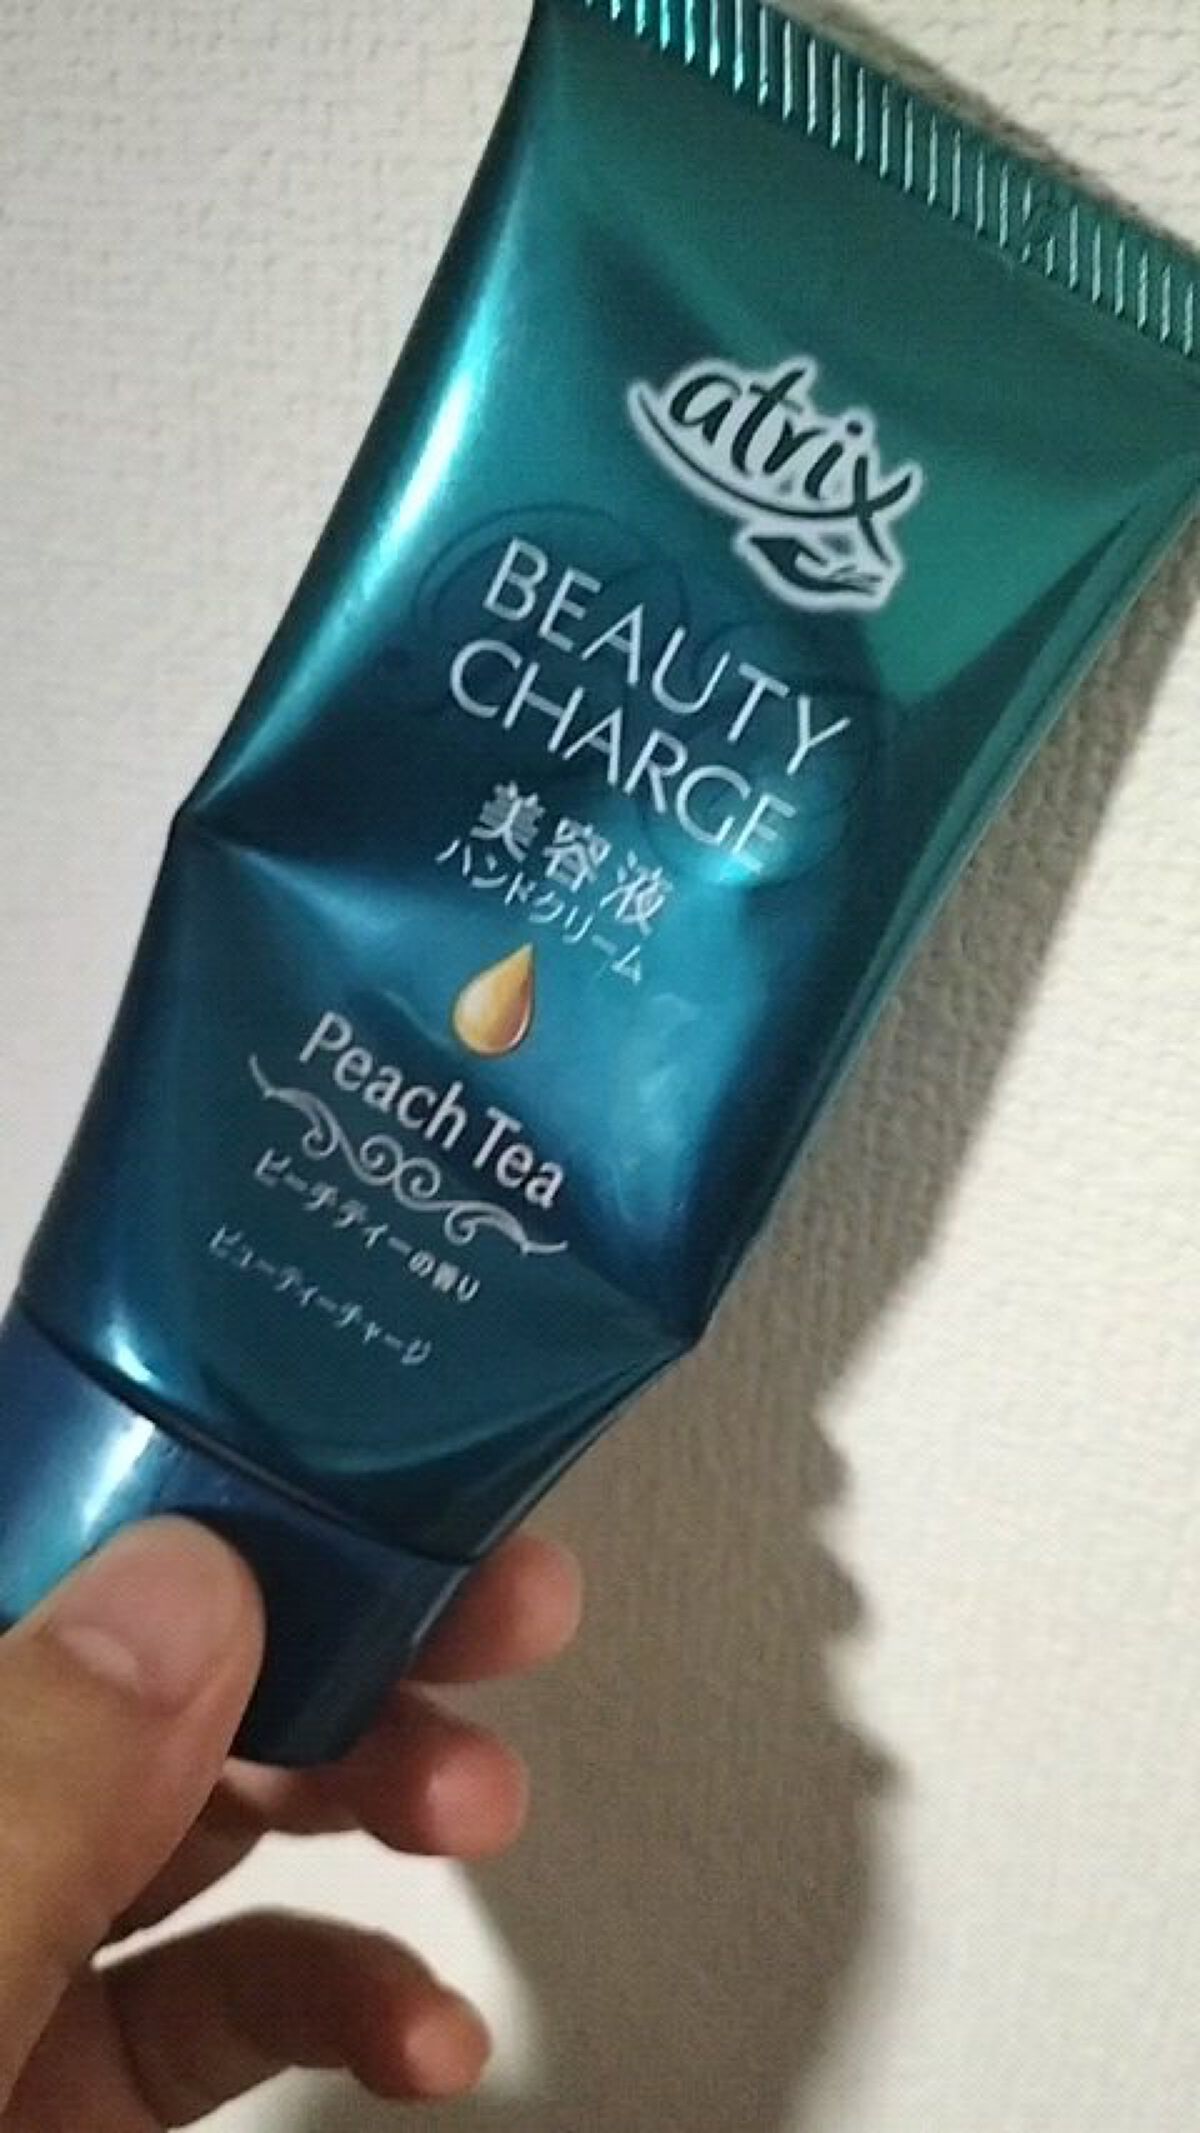 atrix
BEAUTY
CHARGE
美容液
ハンドクリーム
Peach Tea
ピーチティーの香り
ビューティーチャージ